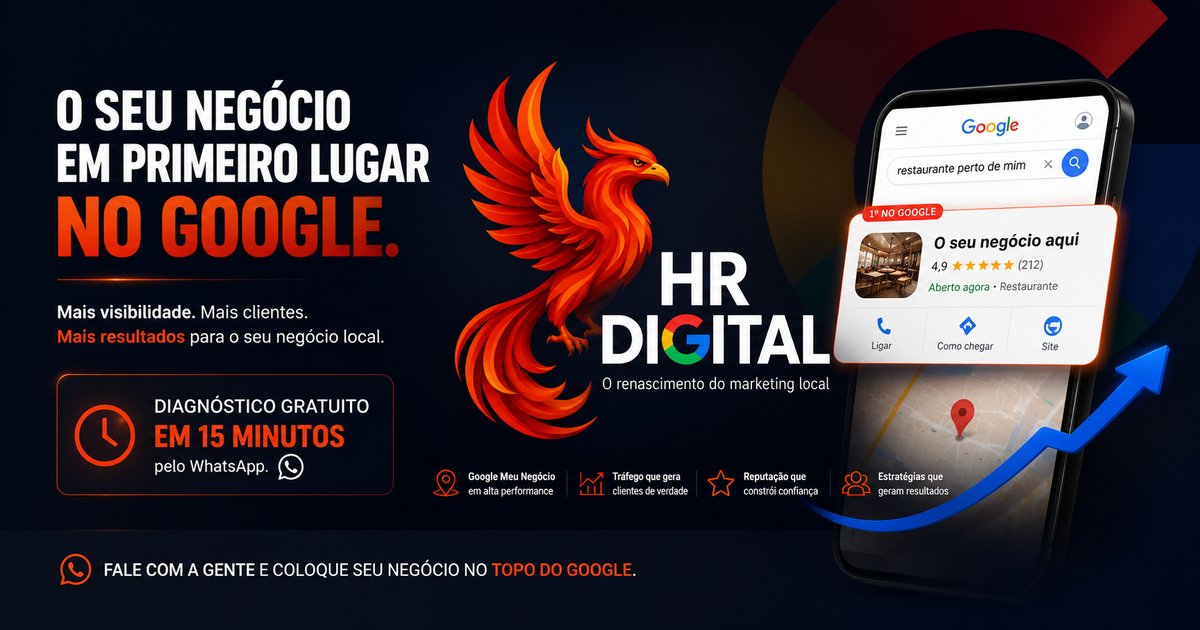 O SEU NEGÓCIO
EM PRIMEIRO LUGAR
NO GOOGLE.
Mais visibilidade. Mais clientes.
Mais resultados para o seu negócio local.
DIAGNÓSTICO GRATUITO
EM 15 MINUTOS
pelo WhatsApp.
HR
DIGITAL
O renascimento do marketing local
Google
restaurante perto de mim
1º NO GOOGLE
O seu negócio aqui
4,9 (212)
Aberto agora • Restaurante
Ligar
Como chegar
Site
Google Meu Negócio
em alta performance
Tráfego que gera
clientes de verdade
Reputação que
constrói confiança
Estratégias que
geram resultados
FALE COM A GENTE E COLOQUE SEU NEGÓCIO NO TOPO DO GOOGLE.